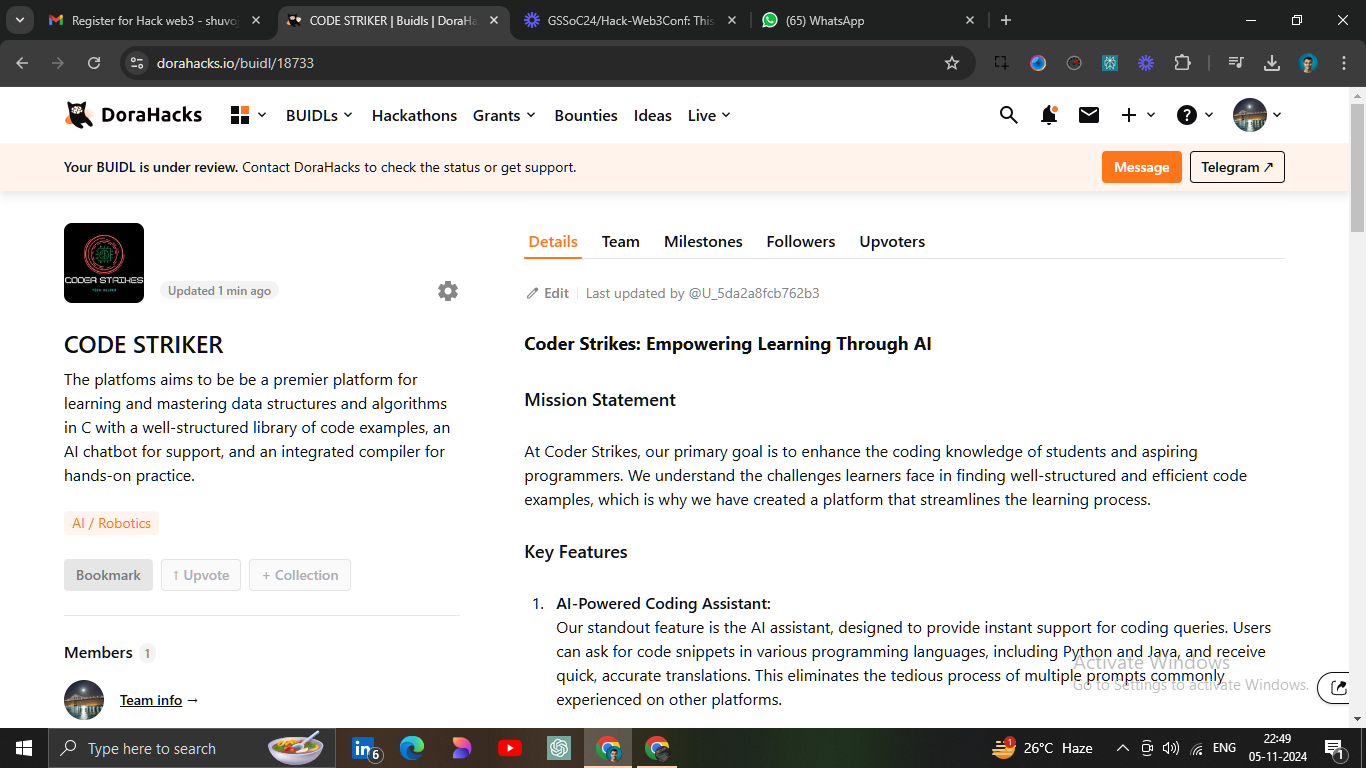 Register for Hack web3 - shuvo
CODE STRIKER | Buidls | DoraHa
GSSoC24/Hack-Web3Conf: This
(65) WhatsApp
dorahacks.io/buidl/18733
DoraHacks
BUIDLs
Hackathons
Grants
Bounties
Ideas
Live
Your BUIDL is under review. Contact DoraHacks to check the status or get support.
Message
Telegram ↗
CODER STRIKES
TECH HELPER
Updated 1 min ago
CODE STRIKER
The platfoms aims to be be a premier platform for
learning and mastering data structures and algorithms
in C with a well-structured library of code examples, an
AI chatbot for support, and an integrated compiler for
hands-on practice.
AI / Robotics
Bookmark
↑ Upvote
+ Collection
Members 1
Team info →
Details
Team
Milestones
Followers
Upvoters
Edit
Last updated by @U_5da2a8fcb762b3
Coder Strikes: Empowering Learning Through AI
Mission Statement
At Coder Strikes, our primary goal is to enhance the coding knowledge of students and aspiring
programmers. We understand the challenges learners face in finding well-structured and efficient code
examples, which is why we have created a platform that streamlines the learning process.
Key Features
1. AI-Powered Coding Assistant:
Our standout feature is the AI assistant, designed to provide instant support for coding queries. Users
can ask for code snippets in various programming languages, including Python and Java, and receive
quick, accurate translations. This eliminates the tedious process of multiple prompts commonly
experienced on other platforms.
Activate Windows
Go to Settings to activate Windows.
Type here to search
6
1
26°C Haze
ENG
22:49
05-11-2024
1